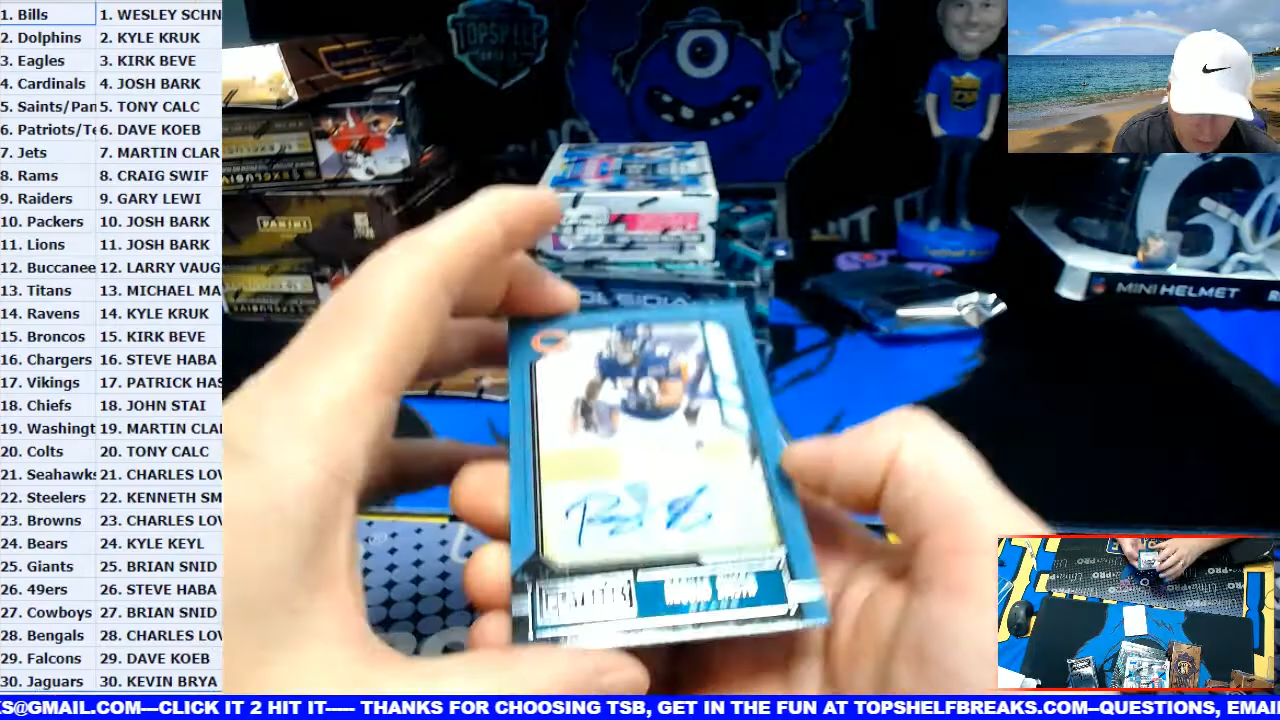 1. Bills 1. WESLEY SCHN
2. Dolphins 2. KYLE KRUK
3. Eagles 3. KIRK BEVE
4. Cardinals 4. JOSH BARK
5. Saints/Pan 5. TONY CALC
6. Patriots/Te 6. DAVE KOEB
7. Jets 7. MARTIN CLAR
8. Rams 8. CRAIG SWIF
9. Raiders 9. GARY LEWI
10. Packers 10. JOSH BARK
11. Lions 11. JOSH BARK
12. Buccanee 12. LARRY VAUG
13. Titans 13. MICHAEL MA
14. Ravens 14. KYLE KRUK
15. Broncos 15. KIRK BEVE
16. Chargers 16. STEVE HABA
17. Vikings 17. PATRICK HAS
18. Chiefs 18. JOHN STAI
19. Washingt 19. MARTIN CLAI
20. Colts 20. TONY CALC
21. Seahawks 21. CHARLES LOV
22. Steelers 22. KENNETH SM
23. Browns 23. CHARLES LOV
24. Bears 24. KYLE KEYL
25. Giants 25. BRIAN SNID
26. 49ers 26. STEVE HABA
27. Cowboys 27. BRIAN SNID
28. Bengals 28. CHARLES LOV
29. Falcons 29. DAVE KOEB
30. Jaguars 30. KEVIN BRYA
TOPSHELF
PANINI
MINI HELMET
S@GMAIL.COM---CLICK IT 2 HIT IT----- THANKS FOR CHOOSING TSB, GET IN THE FUN AT TOPSHELFBREAKS.COM--QUESTIONS, EMAI